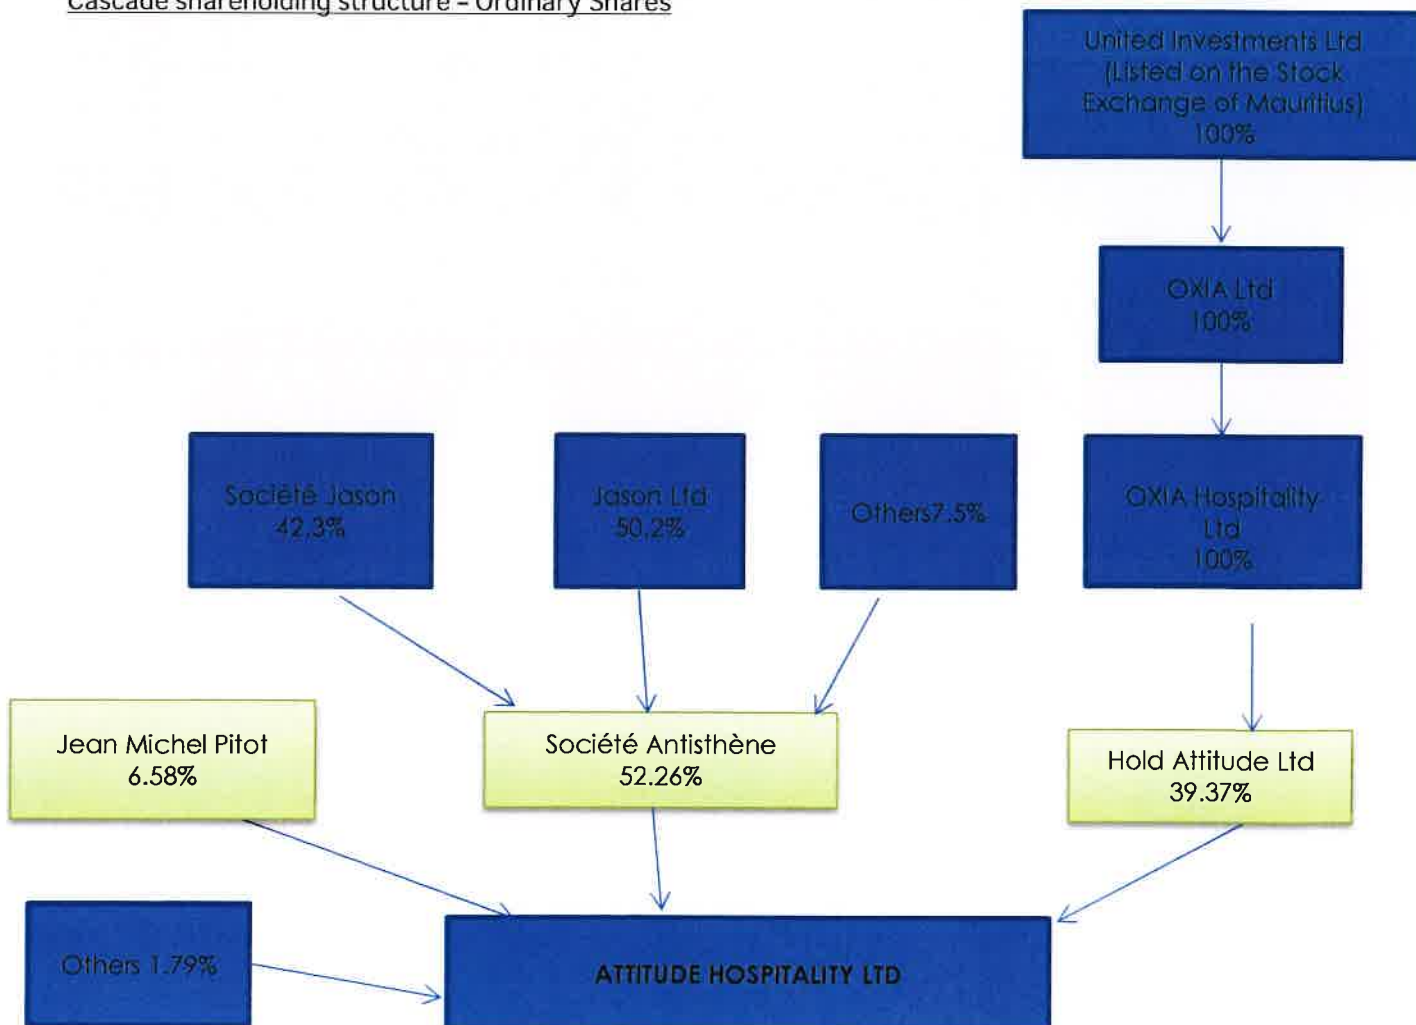 Cascade shareholding structure – Ordinary Shares
United Investments Ltd
(Listed on the Stock
Exchange of Mauritius)
100%
OXIA Ltd
100%
Société Jason
42.3%
Jason Ltd
50.2%
Others7.5%
OXIA Hospitality
Ltd
100%
Jean Michel Pitot
6.58%
Société Antisthène
52.26%
Hold Attitude Ltd
39.37%
Others 1.79%
ATTITUDE HOSPITALITY LTD